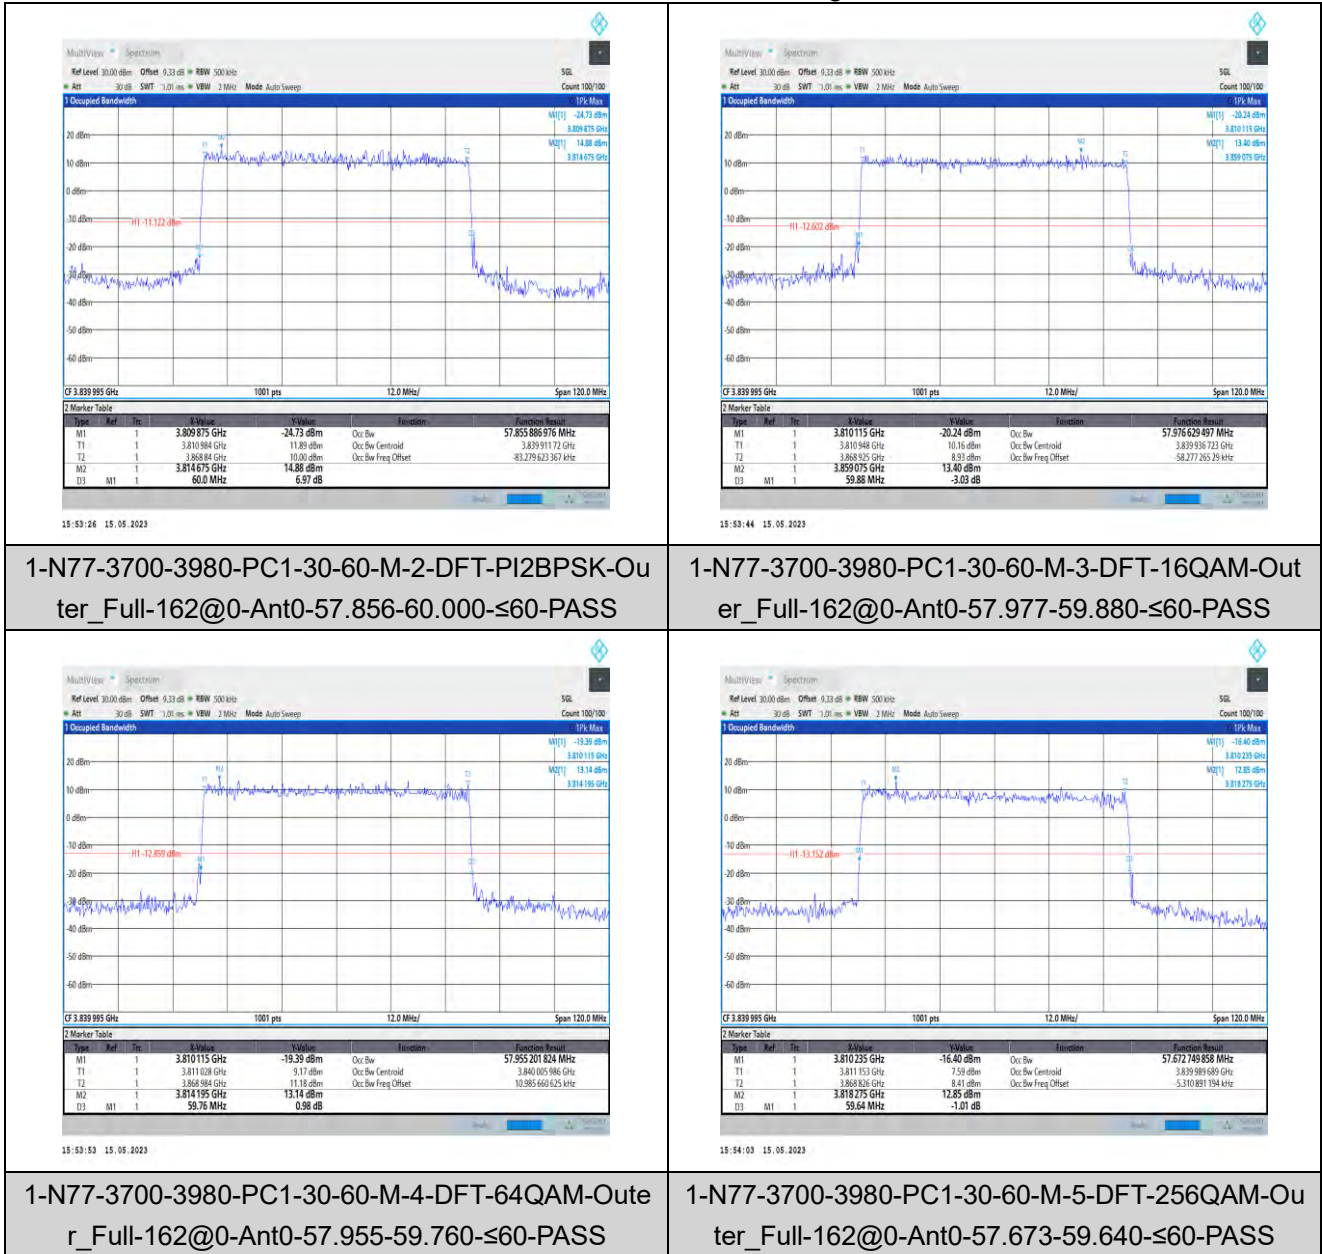 MultiView Spectrum
Ref Level 30.00 dBm Offset 9.33 dB RBW 500 kHz SGL
Att 30 dB SWT 1.01 ms VBW 2 MHz Mode Auto Sweep Count 100/100
1 Occupied Bandwidth 1Pk Max
M1[1] -24.73 dBm
3.809 875 GHz
20 dBm M2[1] 14.88 dBm
10 dBm 3.814 675 GHz
0 dBm
-10 dBm H1 -11.122 dBm
-20 dBm
-30 dBm
-40 dBm
-50 dBm
-60 dBm
CF 3.839 995 GHz 1001 pts 12.0 MHz/ Span 120.0 MHz
2 Marker Table
Type Ref Trc X-Value Y-Value Function Function Result
M1 1 3.809 875 GHz -24.73 dBm Occ Bw 57.855 886 976 MHz
T1 1 3.810 984 GHz 11.89 dBm Occ Bw Centroid 3.839 911 72 GHz
T2 1 3.868 84 GHz 10.00 dBm Occ Bw Freq Offset -83.279 623 367 kHz
M2 1 3.814 675 GHz 14.88 dBm
D3 M1 1 60.0 MHz 6.97 dB
15:53:26 15.05.2023
1-N77-3700-3980-PC1-30-60-M-2-DFT-PI2BPSK-Ou
ter_Full-162@0-Ant0-57.856-60.000-≤60-PASS
MultiView Spectrum
Ref Level 30.00 dBm Offset 9.33 dB RBW 500 kHz SGL
Att 30 dB SWT 1.01 ms VBW 2 MHz Mode Auto Sweep Count 100/100
1 Occupied Bandwidth 1Pk Max
M1[1] -20.24 dBm
3.810 115 GHz
20 dBm M2[1] 13.40 dBm
10 dBm 3.859 075 GHz
0 dBm
-10 dBm H1 -12.602 dBm
-20 dBm
-30 dBm
-40 dBm
-50 dBm
-60 dBm
CF 3.839 995 GHz 1001 pts 12.0 MHz/ Span 120.0 MHz
2 Marker Table
Type Ref Trc X-Value Y-Value Function Function Result
M1 1 3.810 115 GHz -20.24 dBm Occ Bw 57.976 629 497 MHz
T1 1 3.810 948 GHz 10.16 dBm Occ Bw Centroid 3.839 936 723 GHz
T2 1 3.868 925 GHz 8.93 dBm Occ Bw Freq Offset -58.277 265 29 kHz
M2 1 3.859 075 GHz 13.40 dBm
D3 M1 1 59.88 MHz -3.03 dB
15:53:44 15.05.2023
1-N77-3700-3980-PC1-30-60-M-3-DFT-16QAM-Out
er_Full-162@0-Ant0-57.977-59.880-≤60-PASS
MultiView Spectrum
Ref Level 30.00 dBm Offset 9.33 dB RBW 500 kHz SGL
Att 30 dB SWT 1.01 ms VBW 2 MHz Mode Auto Sweep Count 100/100
1 Occupied Bandwidth 1Pk Max
M1[1] -19.39 dBm
3.810 115 GHz
20 dBm M2[1] 13.14 dBm
10 dBm 3.814 195 GHz
0 dBm
-10 dBm H1 -12.859 dBm
-20 dBm
-30 dBm
-40 dBm
-50 dBm
-60 dBm
CF 3.839 995 GHz 1001 pts 12.0 MHz/ Span 120.0 MHz
2 Marker Table
Type Ref Trc X-Value Y-Value Function Function Result
M1 1 3.810 115 GHz -19.39 dBm Occ Bw 57.955 201 824 MHz
T1 1 3.811 028 GHz 9.17 dBm Occ Bw Centroid 3.840 005 986 GHz
T2 1 3.868 984 GHz 11.18 dBm Occ Bw Freq Offset 10.985 660 625 kHz
M2 1 3.814 195 GHz 13.14 dBm
D3 M1 1 59.76 MHz 0.98 dB
15:53:53 15.05.2023
1-N77-3700-3980-PC1-30-60-M-4-DFT-64QAM-Oute
r_Full-162@0-Ant0-57.955-59.760-≤60-PASS
MultiView Spectrum
Ref Level 30.00 dBm Offset 9.33 dB RBW 500 kHz SGL
Att 30 dB SWT 1.01 ms VBW 2 MHz Mode Auto Sweep Count 100/100
1 Occupied Bandwidth 1Pk Max
M1[1] -16.40 dBm
3.810 235 GHz
20 dBm M2[1] 12.85 dBm
10 dBm 3.818 275 GHz
0 dBm
-10 dBm H1 -13.152 dBm
-20 dBm
-30 dBm
-40 dBm
-50 dBm
-60 dBm
CF 3.839 995 GHz 1001 pts 12.0 MHz/ Span 120.0 MHz
2 Marker Table
Type Ref Trc X-Value Y-Value Function Function Result
M1 1 3.810 235 GHz -16.40 dBm Occ Bw 57.672 749 858 MHz
T1 1 3.811 153 GHz 7.59 dBm Occ Bw Centroid 3.839 989 689 GHz
T2 1 3.868 826 GHz 8.41 dBm Occ Bw Freq Offset -5.310 891 194 kHz
M2 1 3.818 275 GHz 12.85 dBm
D3 M1 1 59.64 MHz -1.01 dB
15:54:03 15.05.2023
1-N77-3700-3980-PC1-30-60-M-5-DFT-256QAM-Ou
ter_Full-162@0-Ant0-57.673-59.640-≤60-PASS